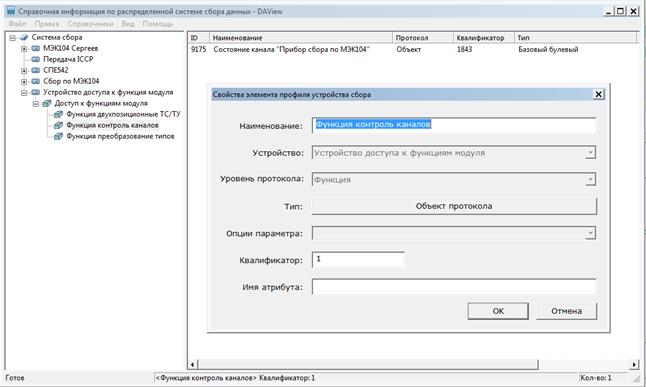 Справочная информация по распределенной системе сбора данных - DAView
Файл Правка Справочники Вид Помощь
Система сбора
МЭК104 Сергеев
Передача ICCP
СПЕ542
Сбор по МЭК104
Устройство доступа к функция модуля
Доступ к функциям модуля
Функция двухпозиционные ТС/ТУ
Функция контроль каналов
Функция преобразование типов
ID Наименование Протокол Квалификатор Тип
9175 Состояние канала "Прибор сбора по МЭК104" Объект 1843 Базовый булевый
Свойства элемента профиля устройства сбора
Наименование: Функция контроль каналов
Устройство: Устройство доступа к функциям модуля
Уровень протокола: Функция
Тип: Объект протокола
Опции параметра:
Квалификатор: 1
Имя атрибута:
OK Отмена
Готов <Функция контроль каналов> Квалификатор: 1 Кол-во: 1